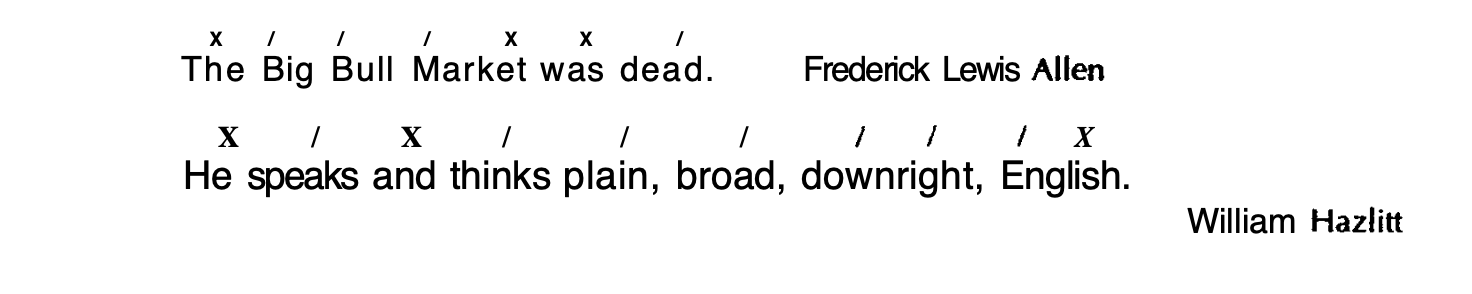 x / / / x x /
The Big Bull Market was dead. Frederick Lewis Allen
X / X / / / / / / X
He speaks and thinks plain, broad, downright, English.
William Hazlitt